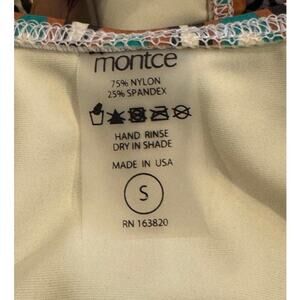 montce
75% NYLON
25% SPANDEX
HAND RINSE
DRY IN SHADE
MADE IN USA
S
RN 163820